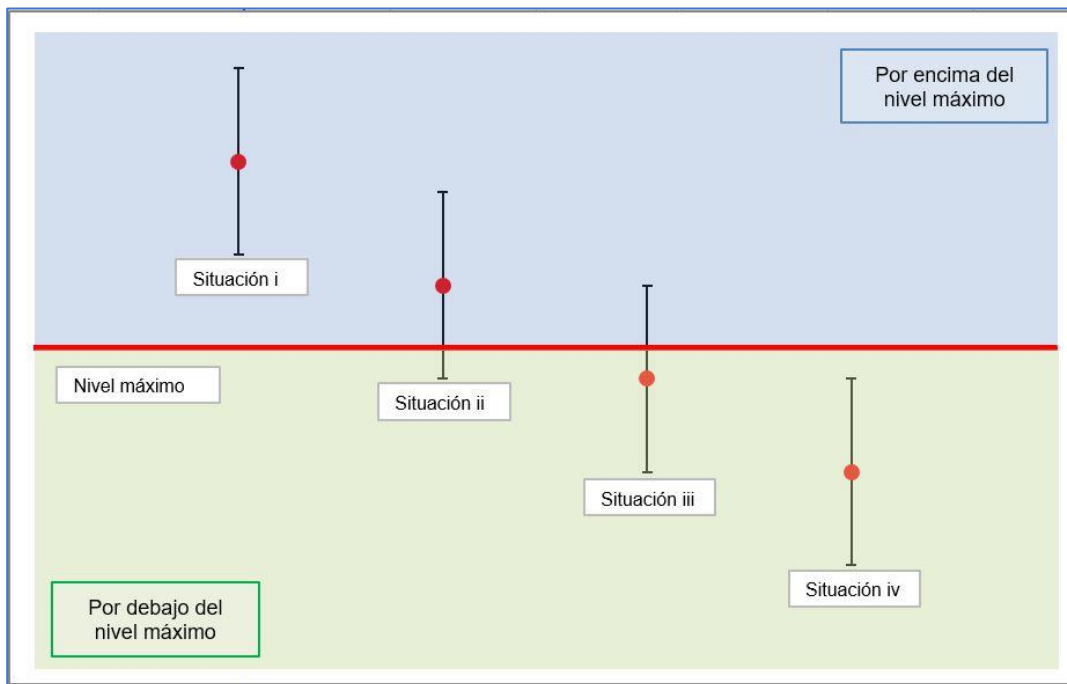 Por encima del
nivel máximo
Situación i
Nivel máximo
Situación ii
Situación iii
Situación iv
Por debajo del
nivel máximo